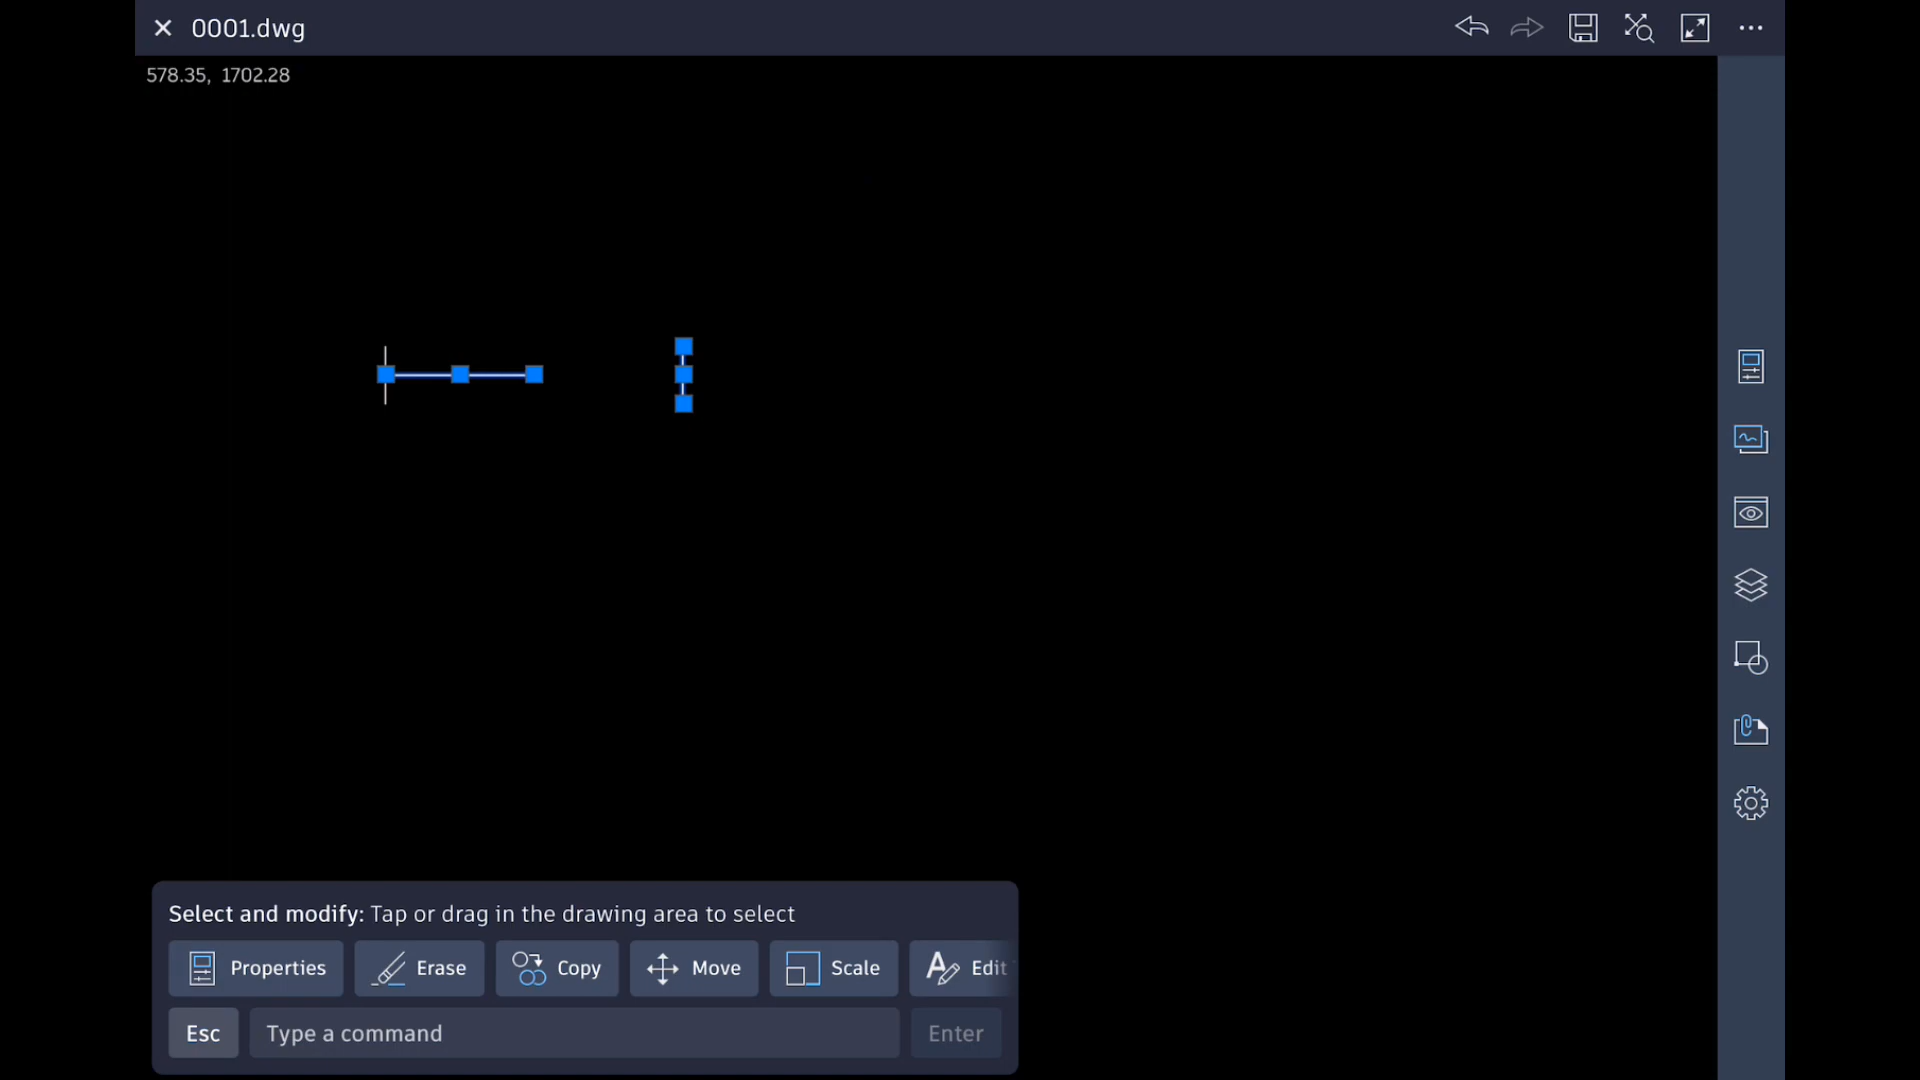 0001.dwg
578.35, 1702.28
Select and modify: Tap or drag in the drawing area to select
Properties Erase Copy Move Scale Edit
Esc Type a command Enter